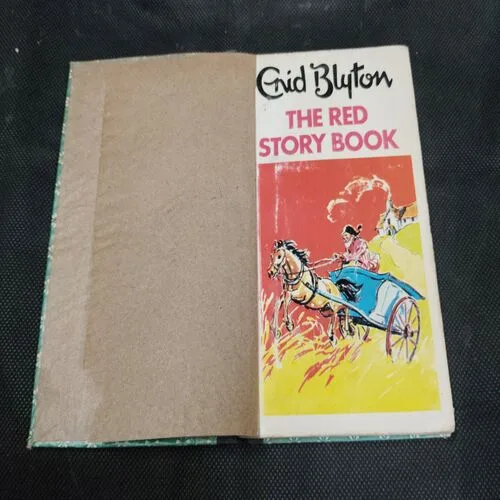 Enid Blyton
THE RED
STORY BOOK